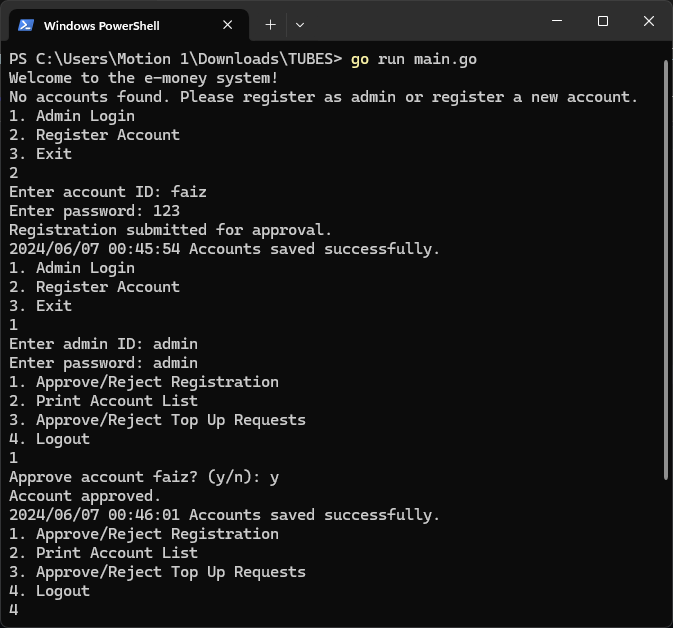 Windows PowerShell
PS C:\Users\Motion 1\Downloads\TUBES> go run main.go
Welcome to the e-money system!
No accounts found. Please register as admin or register a new account.
1. Admin Login
2. Register Account
3. Exit
2
Enter account ID: faiz
Enter password: 123
Registration submitted for approval.
2024/06/07 00:45:54 Accounts saved successfully.
1. Admin Login
2. Register Account
3. Exit
1
Enter admin ID: admin
Enter password: admin
1. Approve/Reject Registration
2. Print Account List
3. Approve/Reject Top Up Requests
4. Logout
1
Approve account faiz? (y/n): y
Account approved.
2024/06/07 00:46:01 Accounts saved successfully.
1. Approve/Reject Registration
2. Print Account List
3. Approve/Reject Top Up Requests
4. Logout
4